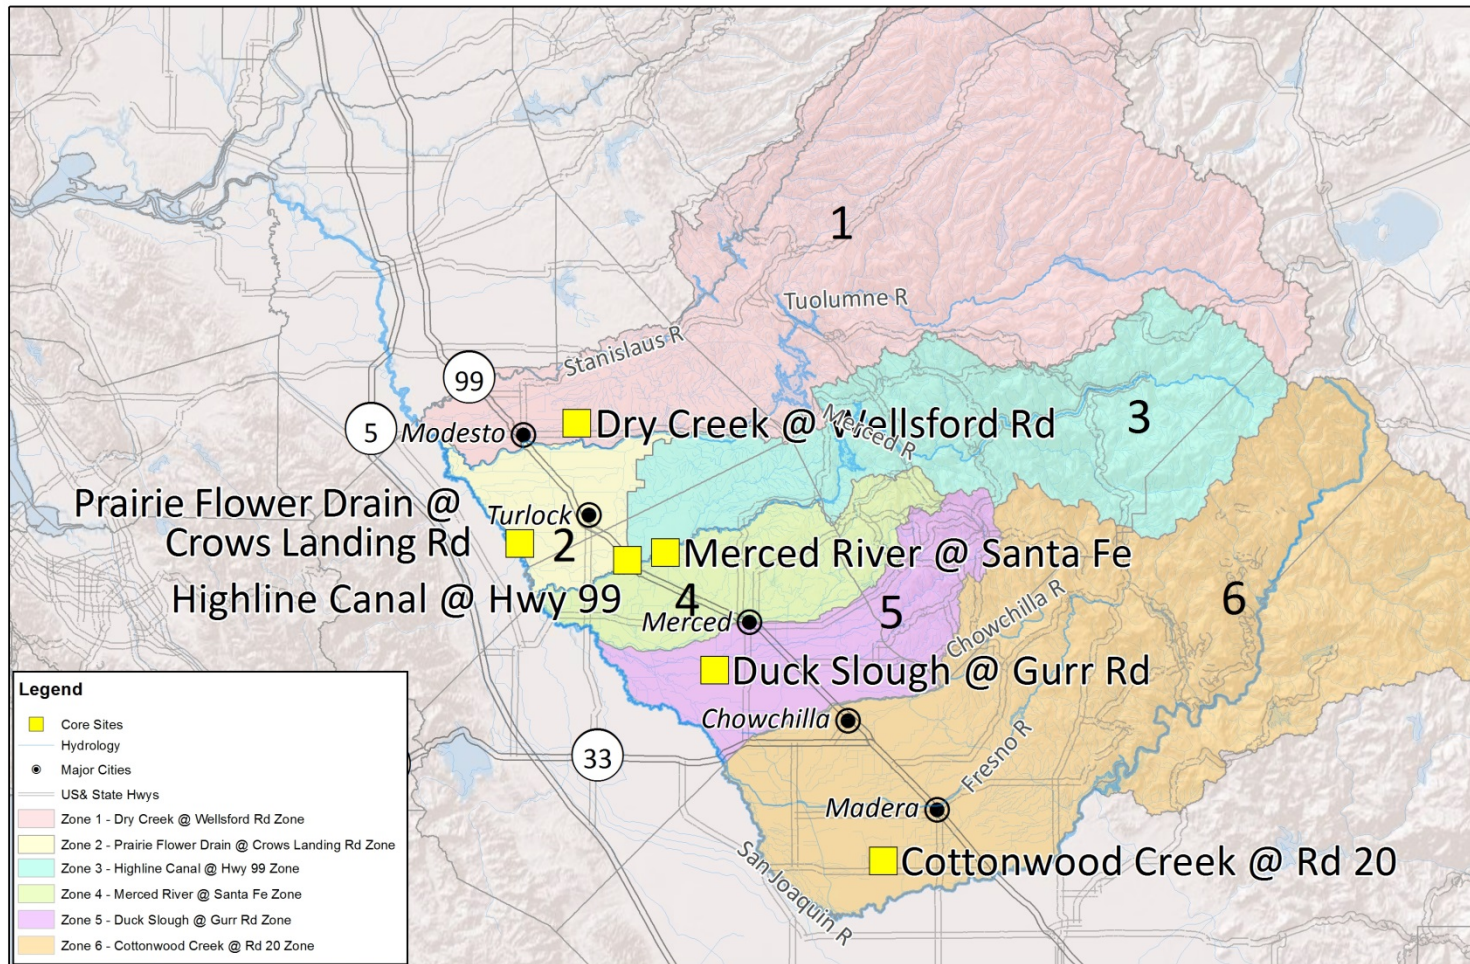 1
Tuolumne R
Stanislaus R
99
5
Modesto
Dry Creek @ Wellsford Rd
Merced R
3
Prairie Flower Drain @
Crows Landing Rd
Turlock
2
Merced River @ Santa Fe
Highline Canal @ Hwy 99
4
Merced
5
6
Chowchilla R
Duck Slough @ Gurr Rd
Chowchilla
33
Fresno R
Madera
Cottonwood Creek @ Rd 20
San Joaquin R
Legend
Core Sites
Hydrology
Major Cities
US& State Hwys
Zone 1 - Dry Creek @ Wellsford Rd Zone
Zone 2 - Prairie Flower Drain @ Crows Landing Rd Zone
Zone 3 - Highline Canal @ Hwy 99 Zone
Zone 4 - Merced River @ Santa Fe Zone
Zone 5 - Duck Slough @ Gurr Rd Zone
Zone 6 - Cottonwood Creek @ Rd 20 Zone